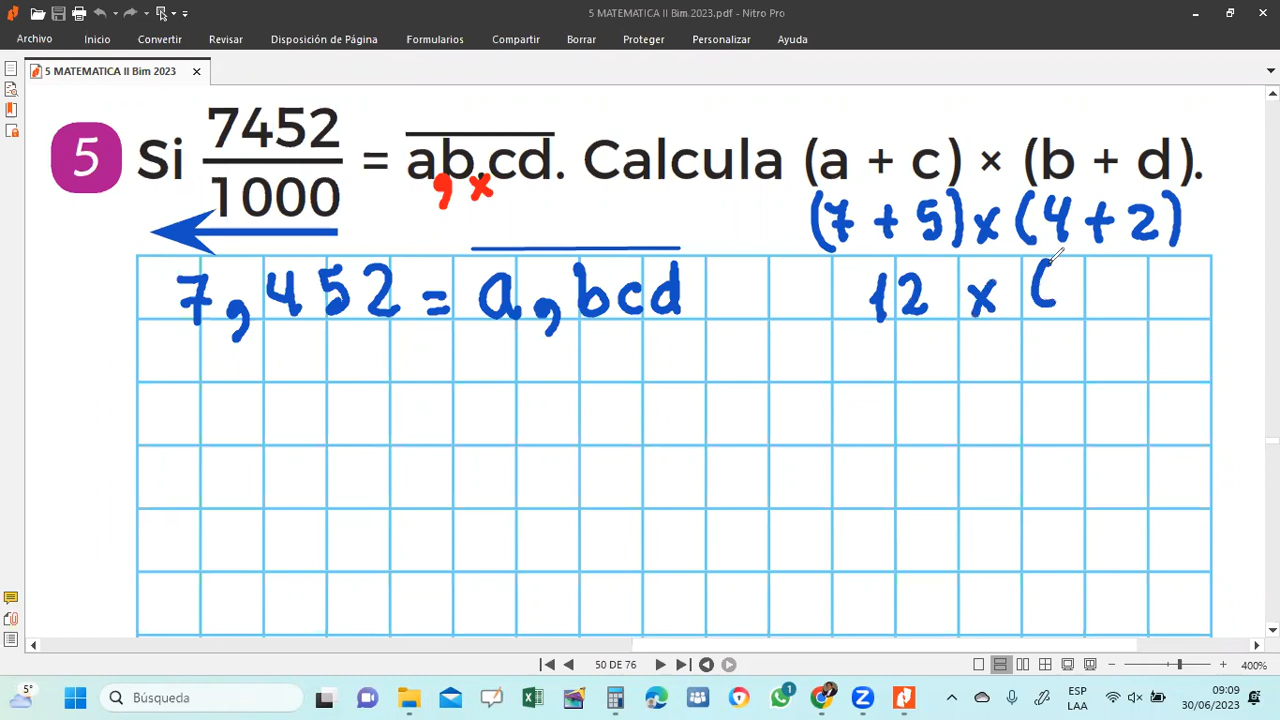 5 MATEMATICA II Bim 2023.pdf - Nitro Pro
Archivo Inicio Convertir Revisar Disposición de Página Formularios Compartir Borrar Proteger Personalizar Ayuda
5 MATEMATICA II Bim 2023
5 Si 7452/1000 = ab,cd. Calcula (a + c) × (b + d).
, x
(7 + 5) x (4 + 2)
7,452 = a,bcd 12 x (
50 DE 76
400%
5°
Búsqueda
1
ESP
LAA
09:09
30/06/2023